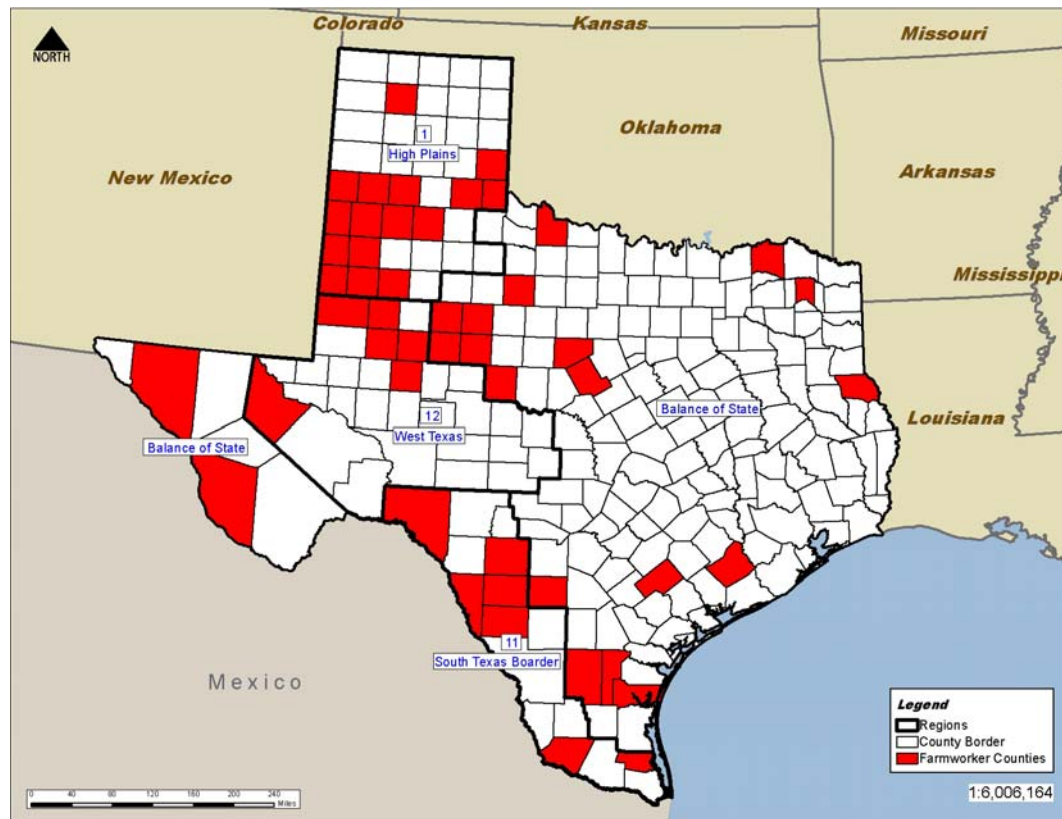 Colorado
Kansas
Missouri
NORTH
Oklahoma
1
High Plains
New Mexico
Arkansas
Mississippi
Louisiana
12
West Texas
Balance of State
Balance of State
11
South Texas Boarder
Mexico
Legend
Regions
County Border
Farmworker Counties
1:6,006,164
0 40 80 120 160 200 240
Miles